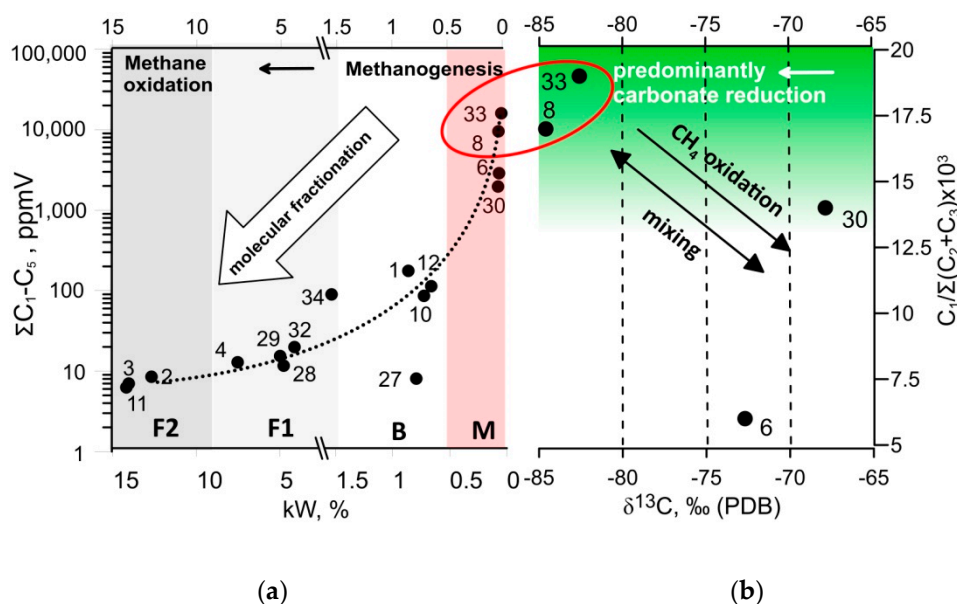 15 10 5 1.5 1 0.5 0
-85 -80 -75 -70 -65
100,000
10,000
1,000
100
10
1
ΣC₁-C₅ , ppmV
Methane
oxidation
Methanogenesis
molecular fractionation
33
8
6
30
12
1
10
34
27
32
29
28
4
2
3
11
F2 F1 B M
15 10 5 1.5 1 0.5 0
kW, %
predominantly
carbonate reduction
33
8
CH₄ oxidation
mixing
30
6
20
17.5
15
12.5
10
7.5
5
C₁/Σ(C₂+C₃)x10³
-85 -80 -75 -70 -65
δ¹³C, ‰ (PDB)
(a) (b)